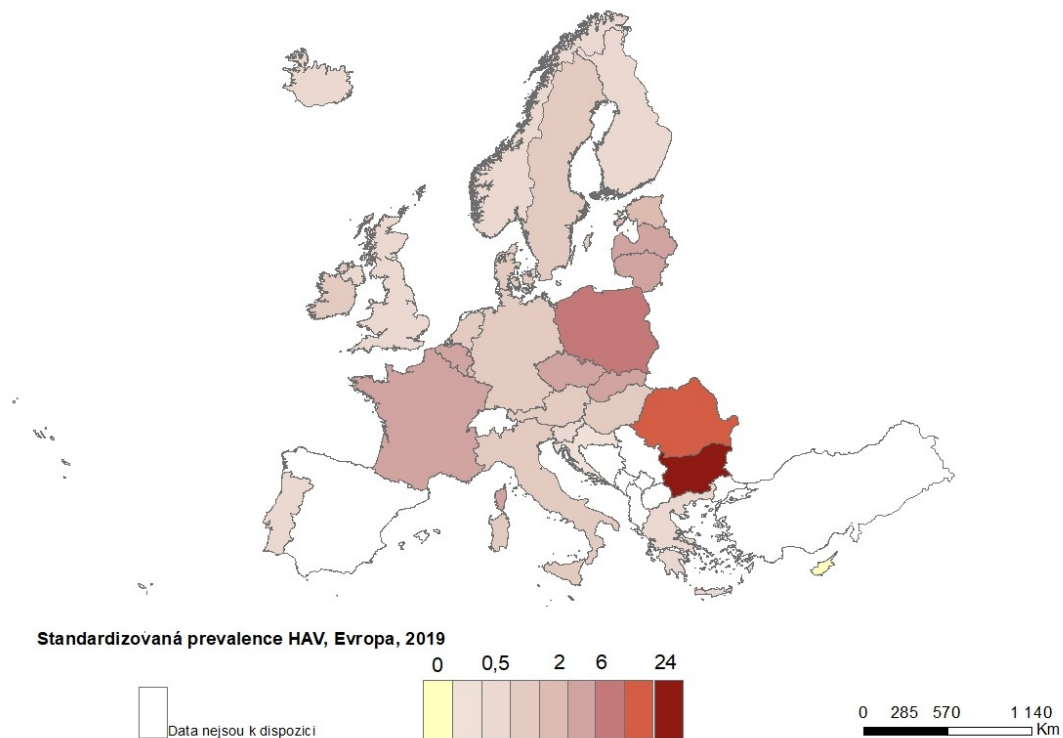 Standardizovaná prevalence HAV, Evropa, 2019
0 0,5 2 6 24
Data nejsou k dispozici
0 285 570 1 140
Km